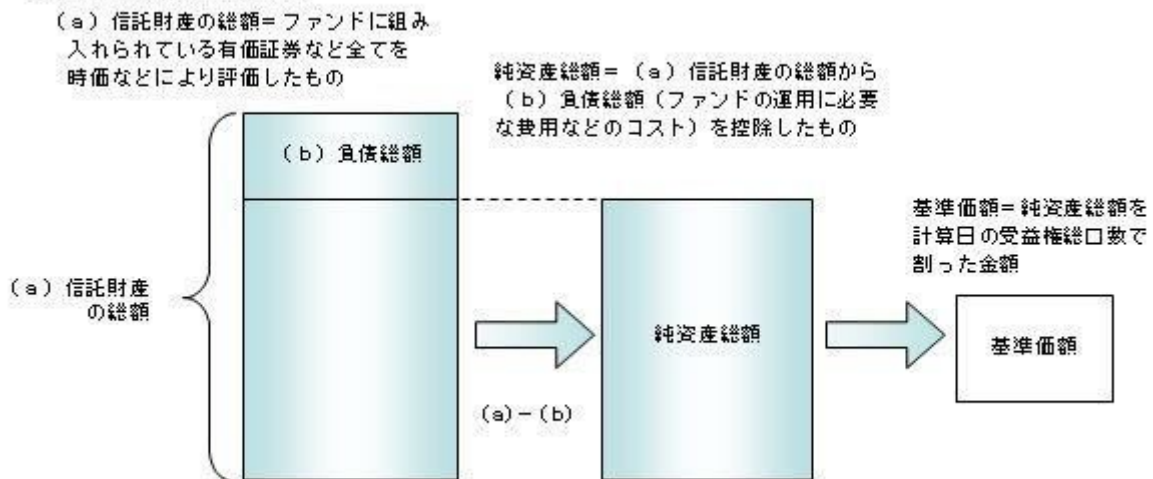 (a)信託財産の総額=ファンドに組み
入れられている有価証券など全てを
時価などにより評価したもの
純資産総額=(a)信託財産の総額から
(b)負債総額(ファンドの運用に必要
な費用などのコスト)を控除したもの
(b)負債総額
基準価額=純資産総額を
計算日の受益権総口数で
割った金額
(a)信託財産
の総額
純資産総額
基準価額
(a)-(b)